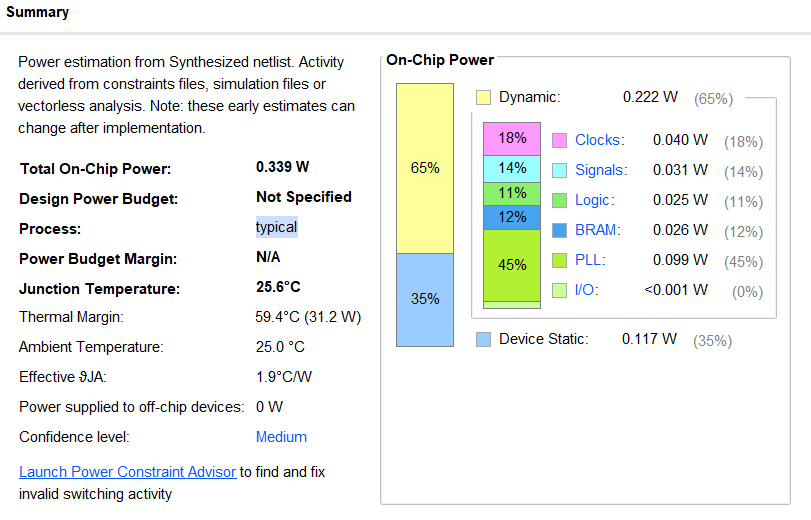 Summary
Power estimation from Synthesized netlist. Activity
derived from constraints files, simulation files or
vectorless analysis. Note: these early estimates can
change after implementation.
Total On-Chip Power: 0.339 W
Design Power Budget: Not Specified
Process: typical
Power Budget Margin: N/A
Junction Temperature: 25.6°C
Thermal Margin: 59.4°C (31.2 W)
Ambient Temperature: 25.0 °C
Effective ϑJA: 1.9°C/W
Power supplied to off-chip devices: 0 W
Confidence level: Medium
Launch Power Constraint Advisor to find and fix
invalid switching activity
On-Chip Power
65%
35%
Dynamic: 0.222 W (65%)
18% Clocks: 0.040 W (18%)
14% Signals: 0.031 W (14%)
11% Logic: 0.025 W (11%)
12% BRAM: 0.026 W (12%)
45% PLL: 0.099 W (45%)
I/O: <0.001 W (0%)
Device Static: 0.117 W (35%)